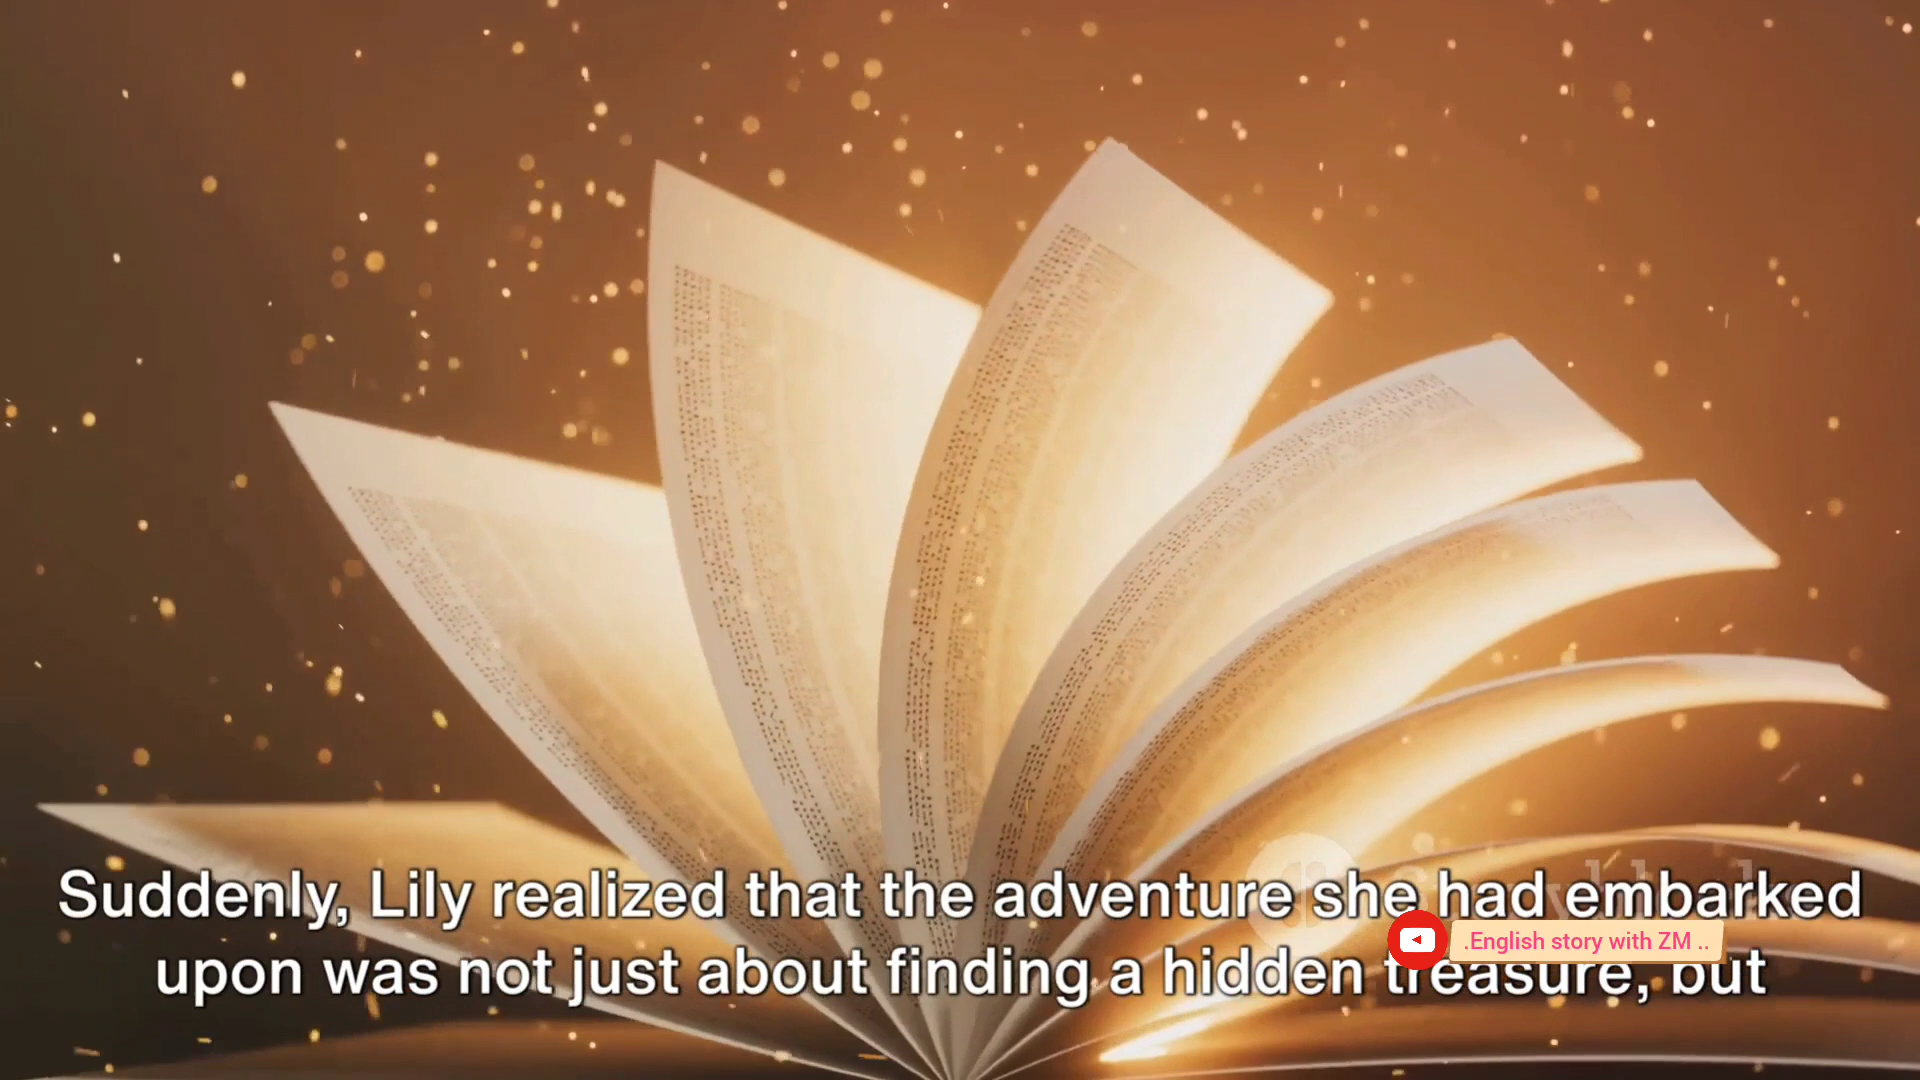 Suddenly, Lily realized that the adventure she had embarked
upon was not just about finding a hidden treasure, but
.English story with ZM ..